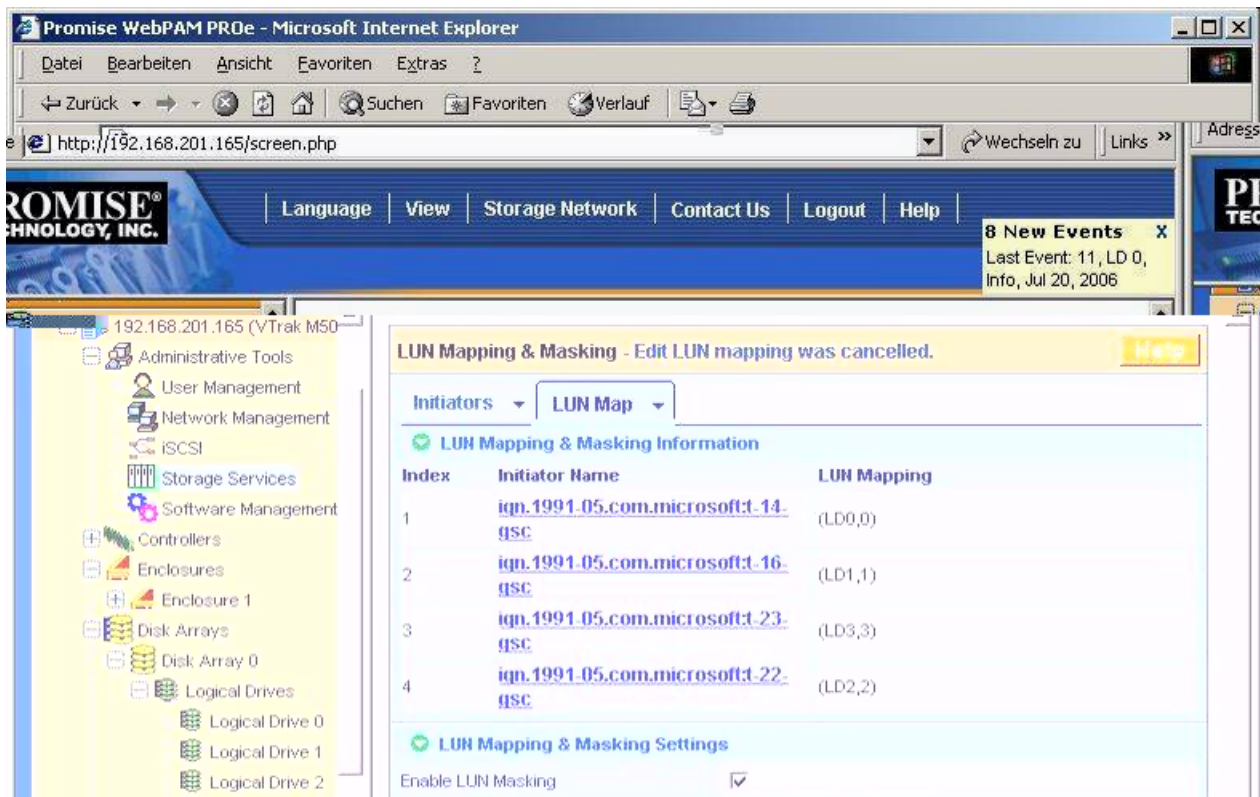 Promise WebPAM PROe - Microsoft Internet Explorer
Datei Bearbeiten Ansicht Favoriten Extras ?
Zurück Suchen Favoriten Verlauf
http://192.168.201.165/screen.php Wechseln zu Links » Adress
ROMISE®
CHNOLOGY, INC.
Language View Storage Network Contact Us Logout Help
8 New Events X
Last Event: 11, LD 0,
Info, Jul 20, 2006
TEC
192.168.201.165 (VTrak M50
Administrative Tools
User Management
Network Management
iSCSI
Storage Services
Software Management
Controllers
Enclosures
Enclosure 1
Disk Arrays
Disk Array 0
Logical Drives
Logical Drive 0
Logical Drive 1
Logical Drive 2
LUN Mapping & Masking - Edit LUN mapping was cancelled. Help
Initiators LUN Map
LUN Mapping & Masking Information
Index Initiator Name LUN Mapping
1 iqn.1991-05.com.microsoft:t-14-
gsc (LD0,0)
2 iqn.1991-05.com.microsoft:t-16-
gsc (LD1,1)
3 iqn.1991-05.com.microsoft:t-23-
gsc (LD3,3)
4 iqn.1991-05.com.microsoft:t-22-
gsc (LD2,2)
LUN Mapping & Masking Settings
Enable LUN Masking